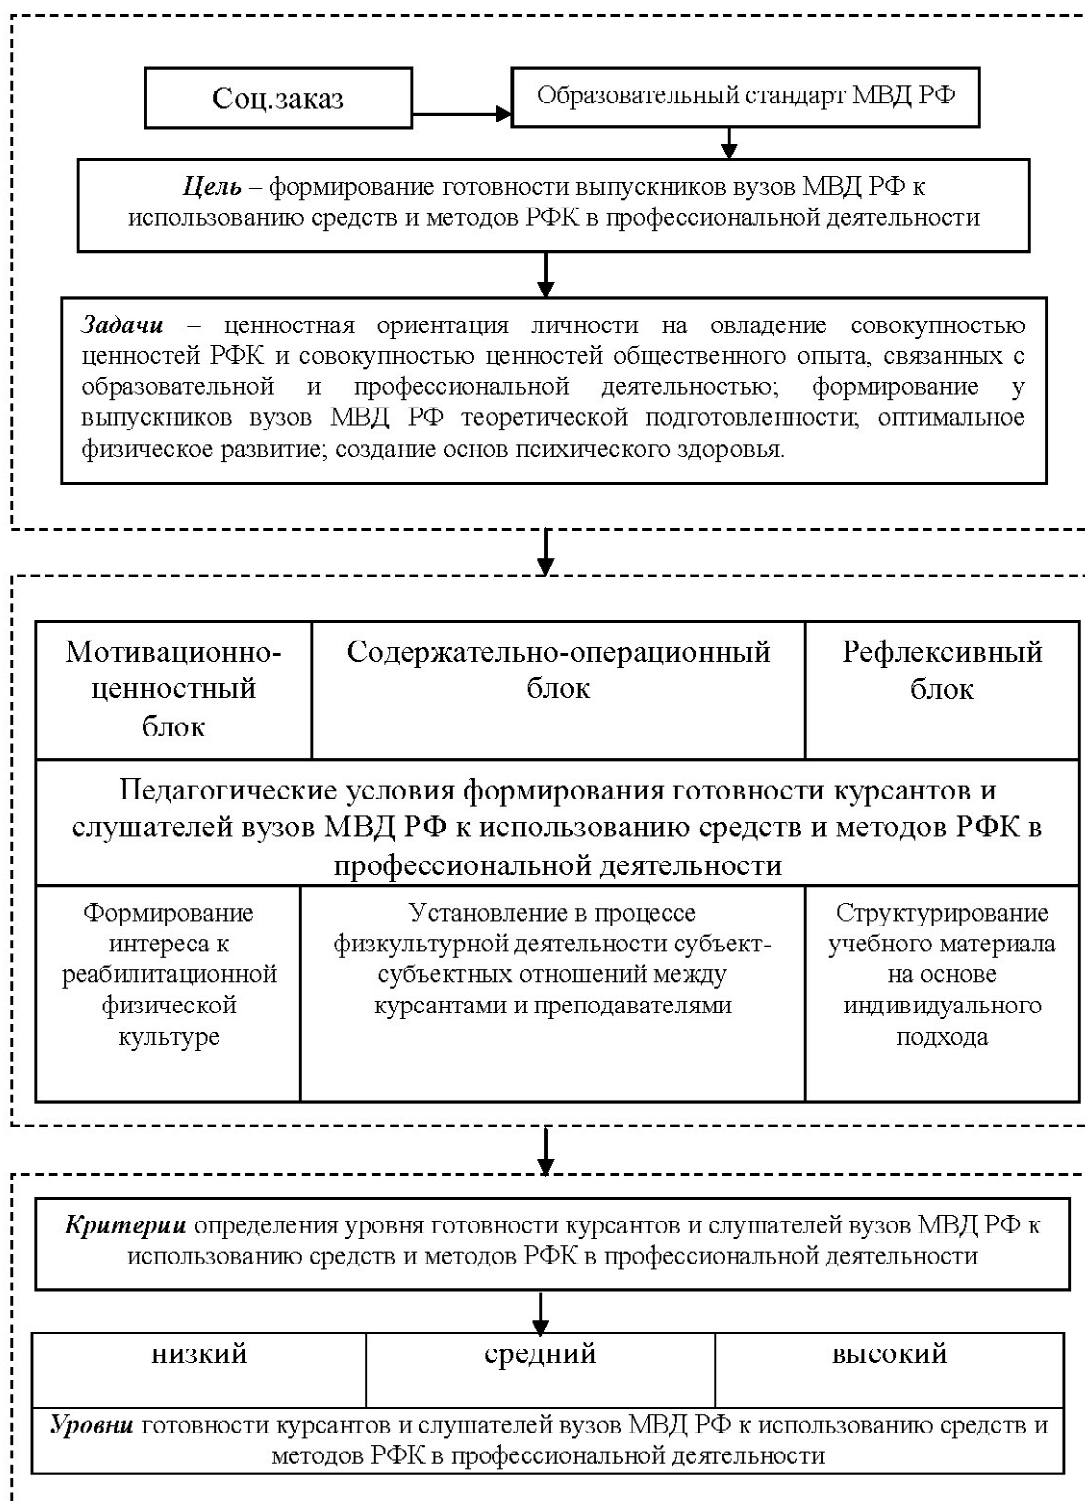 Соц.заказ
Образовательный стандарт МВД РФ
Цель – формирование готовности выпускников вузов МВД РФ к
использованию средств и методов РФК в профессиональной деятельности
Задачи – ценностная ориентация личности на овладение совокупностью
ценностей РФК и совокупностью ценностей общественного опыта, связанных с
образовательной и профессиональной деятельностью; формирование у
выпускников вузов МВД РФ теоретической подготовленности; оптимальное
физическое развитие; создание основ психического здоровья.
Мотивационно-
ценностный
блок
Содержательно-операционный
блок
Рефлексивный
блок
Педагогические условия формирования готовности курсантов и
слушателей вузов МВД РФ к использованию средств и методов РФК в
профессиональной деятельности
Формирование
интереса к
реабилитационной
физической
культуре
Установление в процессе
физкультурной деятельности субъект-
субъектных отношений между
курсантами и преподавателями
Структурирование
учебного материала
на основе
индивидуального
подхода
Критерии определения уровня готовности курсантов и слушателей вузов МВД РФ к
использованию средств и методов РФК в профессиональной деятельности
низкий
средний
высокий
Уровни готовности курсантов и слушателей вузов МВД РФ к использованию средств и
методов РФК в профессиональной деятельности